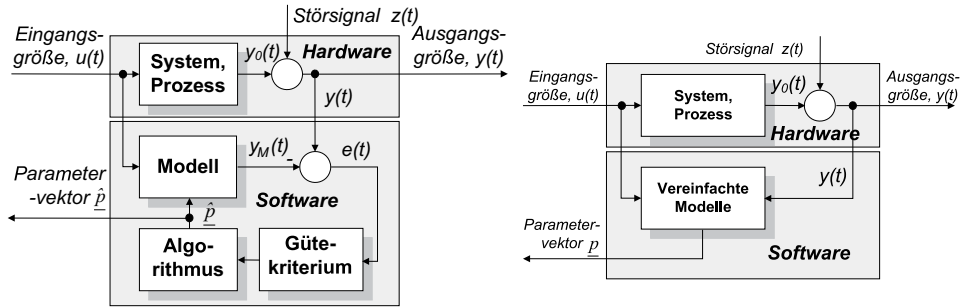 Störsignal z(t)
Eingangs-
größe, u(t)
Ausgangs-
größe, y(t)
System,
Prozess
y0(t)
Hardware
y(t)
Modell
yM(t)
-
e(t)
Software
Parameter
-vektor p̂
p̂
Algo-
rithmus
Güte-
kriterium
Störsignal z(t)
Eingangs-
größe, u(t)
Ausgangs-
größe, y(t)
System,
Prozess
y0(t)
Hardware
y(t)
Vereinfachte
Modelle
Parameter-
vektor p
Software